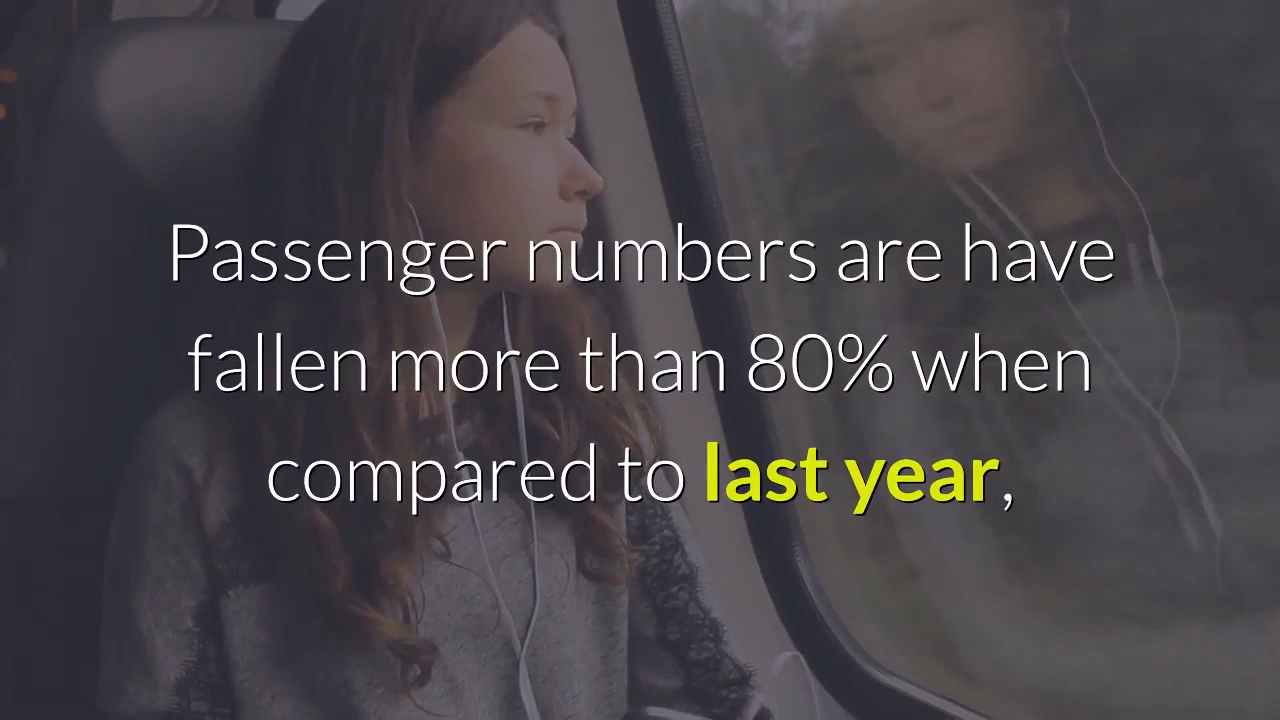 Passenger numbers are have
fallen more than 80% when
compared to last year,